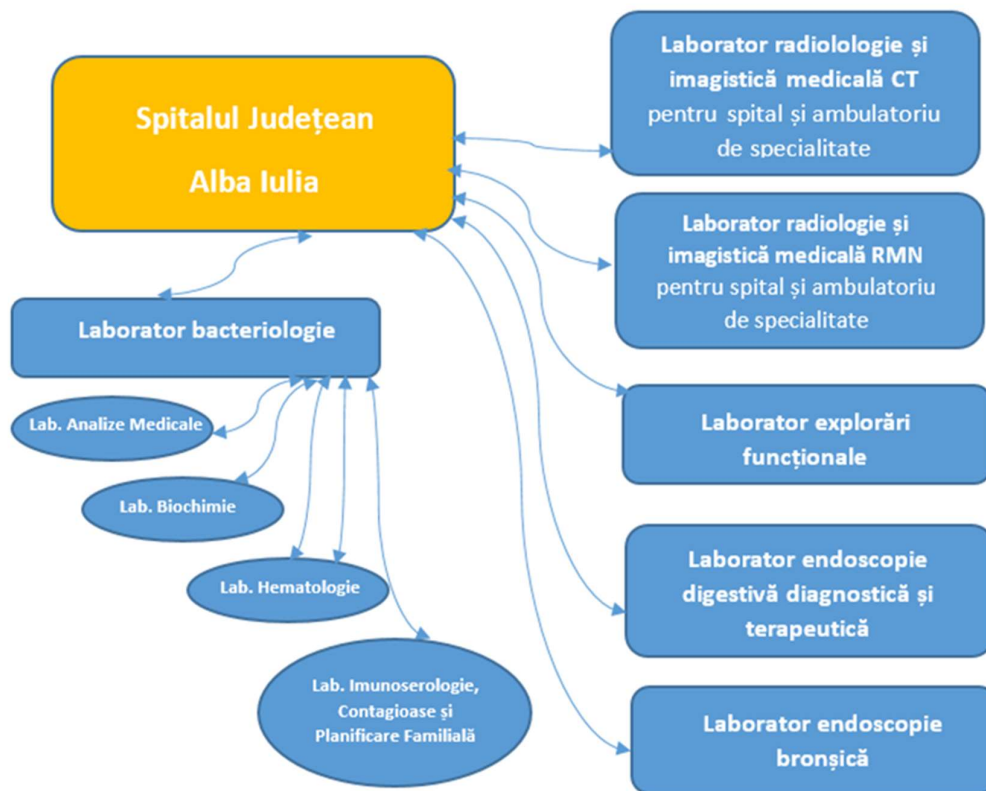 Spitalul Județean
Alba Iulia
Laborator radiolologie și
imagistică medicală CT
pentru spital și ambulatoriu
de specialitate
Laborator radiologie și
imagistică medicală RMN
pentru spital și ambulatoriu
de specialitate
Laborator bacteriologie
Lab. Analize Medicale
Lab. Biochimie
Lab. Hematologie
Lab. Imunoserologie,
Contagioase și
Planificare Familială
Laborator explorări
funcționale
Laborator endoscopie
digestivă diagnostică și
terapeutică
Laborator endoscopie
bronșică